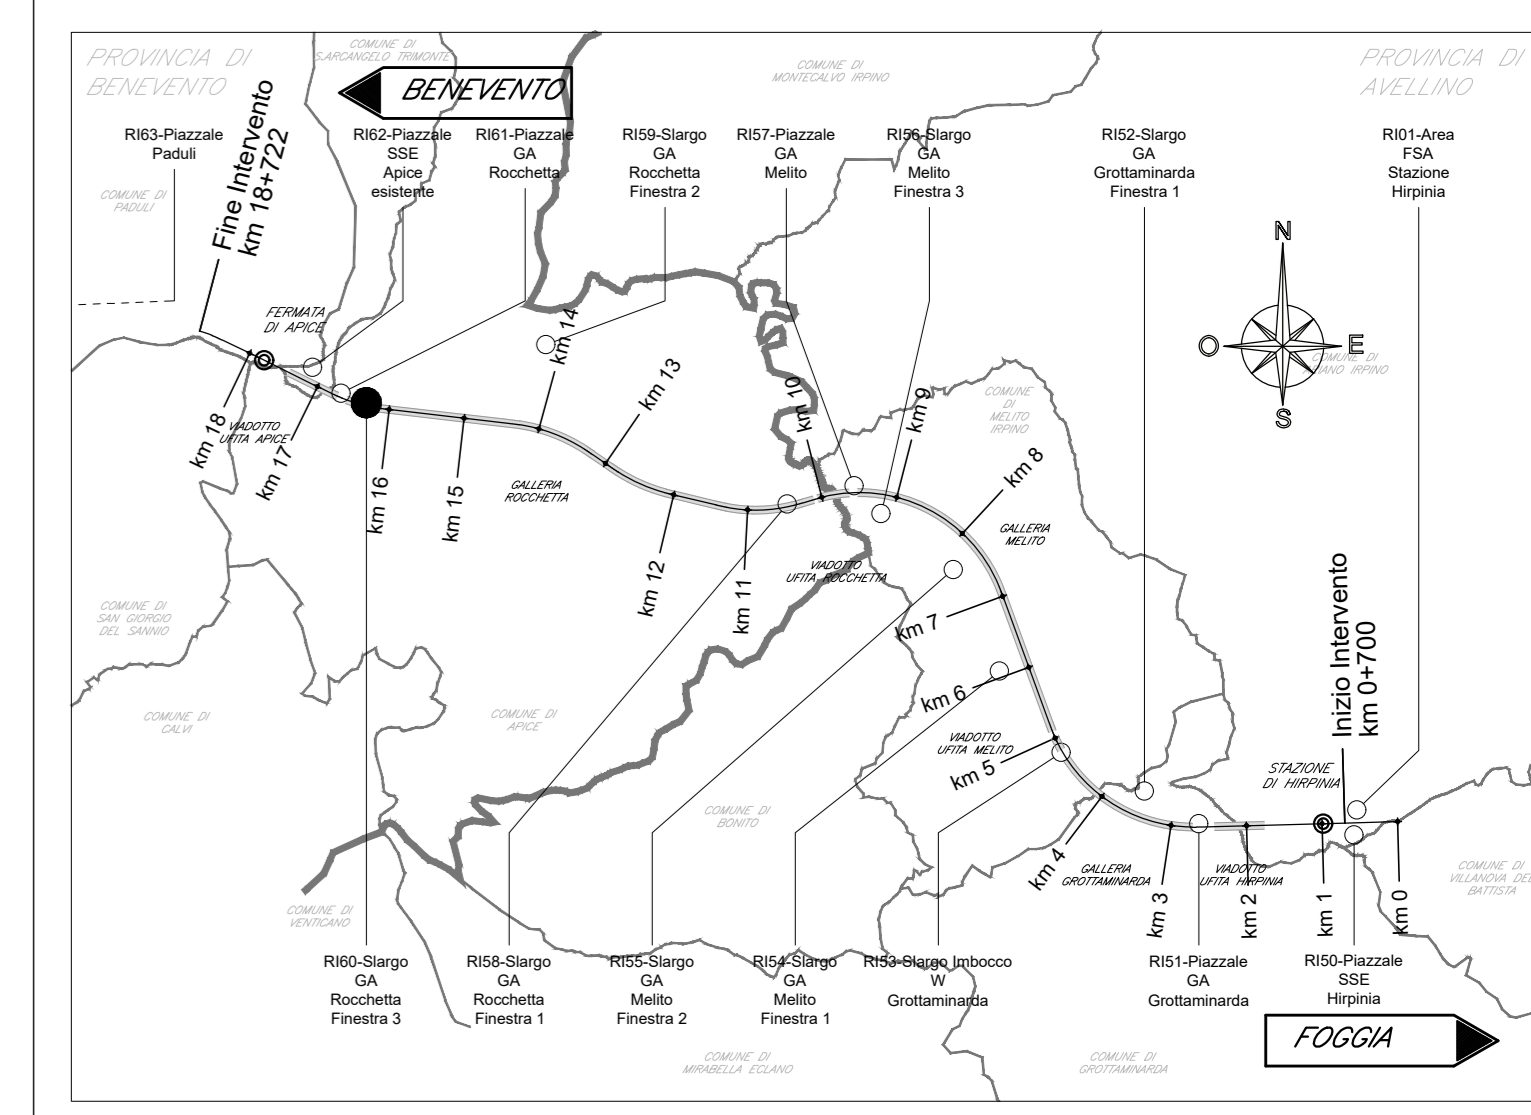 PROVINCIA DI
BENEVENTO
COMUNE DI
S.ARCANGELO TRIMONTE
BENEVENTO
COMUNE DI
MONTECALVO IRPINO
PROVINCIA DI
AVELLINO
RI63-Piazzale
Paduli
Fine Intervento
km 18+722
RI62-Piazzale
SSE
Apice
esistente
RI61-Piazzale
GA
Rocchetta
RI59-Slargo
GA
Rocchetta
Finestra 2
RI57-Piazzale
GA
Melito
RI56-Slargo
GA
Melito
Finestra 3
RI52-Slargo
GA
Grottaminarda
Finestra 1
RI01-Area
FSA
Stazione
Hirpinia
COMUNE DI
PADULI
N
O
E
S
COMUNE DI
ARIANO IRPINO
FERMATA
DI APICE
km 14
km 13
km 10
km 9
COMUNE
DI
MELITO
IRPINO
km 18
VIADOTTO
UFITA APICE
km 17
km 16
km 15
GALLERIA
ROCCHETTA
km 8
GALLERIA
MELITO
km 12
km 11
VIADOTTO
UFITA ROCCHETTA
km 7
COMUNE DI
SAN GIORGIO
DEL SANNIO
Inizio Intervento
km 0+700
km 6
COMUNE DI
CALVI
COMUNE DI
APICE
VIADOTTO
UFITA MELITO
km 5
STAZIONE
DI HIRPINIA
COMUNE DI
BONITO
km 4
GALLERIA
GROTTAMINARDA
VIADOTTO
UFITA HIRPINIA
km 3
km 2
km 1
km 0
COMUNE DI
VILLANOVA DEL
BATTISTA
COMUNE DI
VENTICANO
RI60-Slargo
GA
Rocchetta
Finestra 3
RI58-Slargo
GA
Rocchetta
Finestra 1
RI55-Slargo
GA
Melito
Finestra 2
RI54-Slargo
GA
Melito
Finestra 1
RI53-Slargo Imbocco
W
Grottaminarda
RI51-Piazzale
GA
Grottaminarda
RI50-Piazzale
SSE
Hirpinia
FOGGIA
COMUNE DI
MIRABELLA ECLANO
COMUNE DI
GROTTAMINARDA